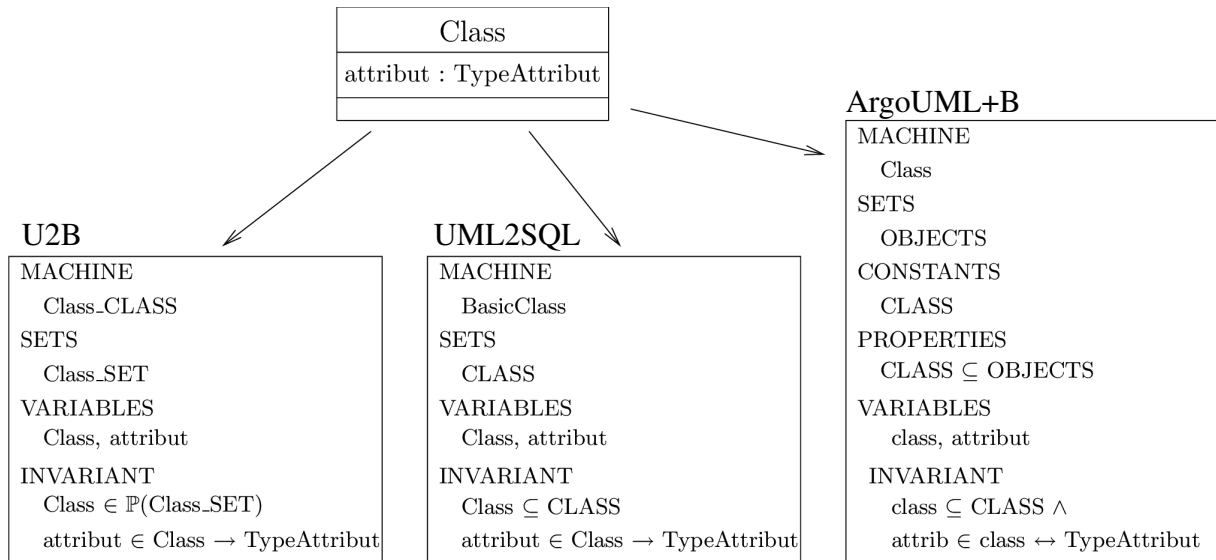 Class
attribut : TypeAttribut
U2B
MACHINE
Class_CLASS
SETS
Class_SET
VARIABLES
Class, attribut
INVARIANT
Class ∈ ℙ(Class_SET)
attribut ∈ Class → TypeAttribut
UML2SQL
MACHINE
BasicClass
SETS
CLASS
VARIABLES
Class, attribut
INVARIANT
Class ⊆ CLASS
attribut ∈ Class → TypeAttribut
ArgoUML+B
MACHINE
Class
SETS
OBJECTS
CONSTANTS
CLASS
PROPERTIES
CLASS ⊆ OBJECTS
VARIABLES
class, attribut
INVARIANT
class ⊆ CLASS ∧
attrib ∈ class ↔ TypeAttribut